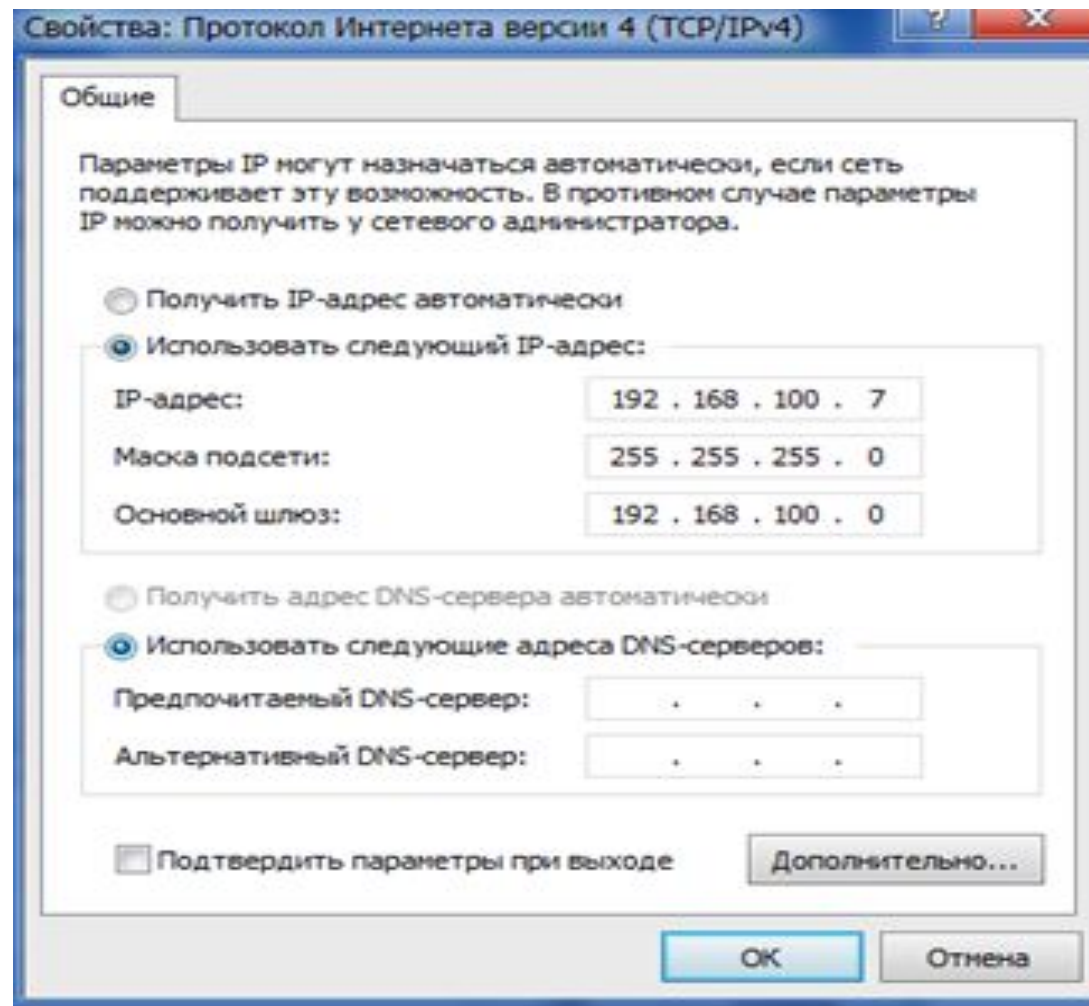 Свойства: Протокол Интернета версии 4 (TCP/IPv4)
Общие
Параметры IP могут назначаться автоматически, если сеть
поддерживает эту возможность. В противном случае параметры
IP можно получить у сетевого администратора.
Получить IP-адрес автоматически
Использовать следующий IP-адрес:
IP-адрес: 192 . 168 . 100 . 7
Маска подсети: 255 . 255 . 255 . 0
Основной шлюз: 192 . 168 . 100 . 0
Получить адрес DNS-сервера автоматически
Использовать следующие адреса DNS-серверов:
Предпочитаемый DNS-сервер: . . .
Альтернативный DNS-сервер: . . .
Подтвердить параметры при выходе Дополнительно...
ОК Отмена